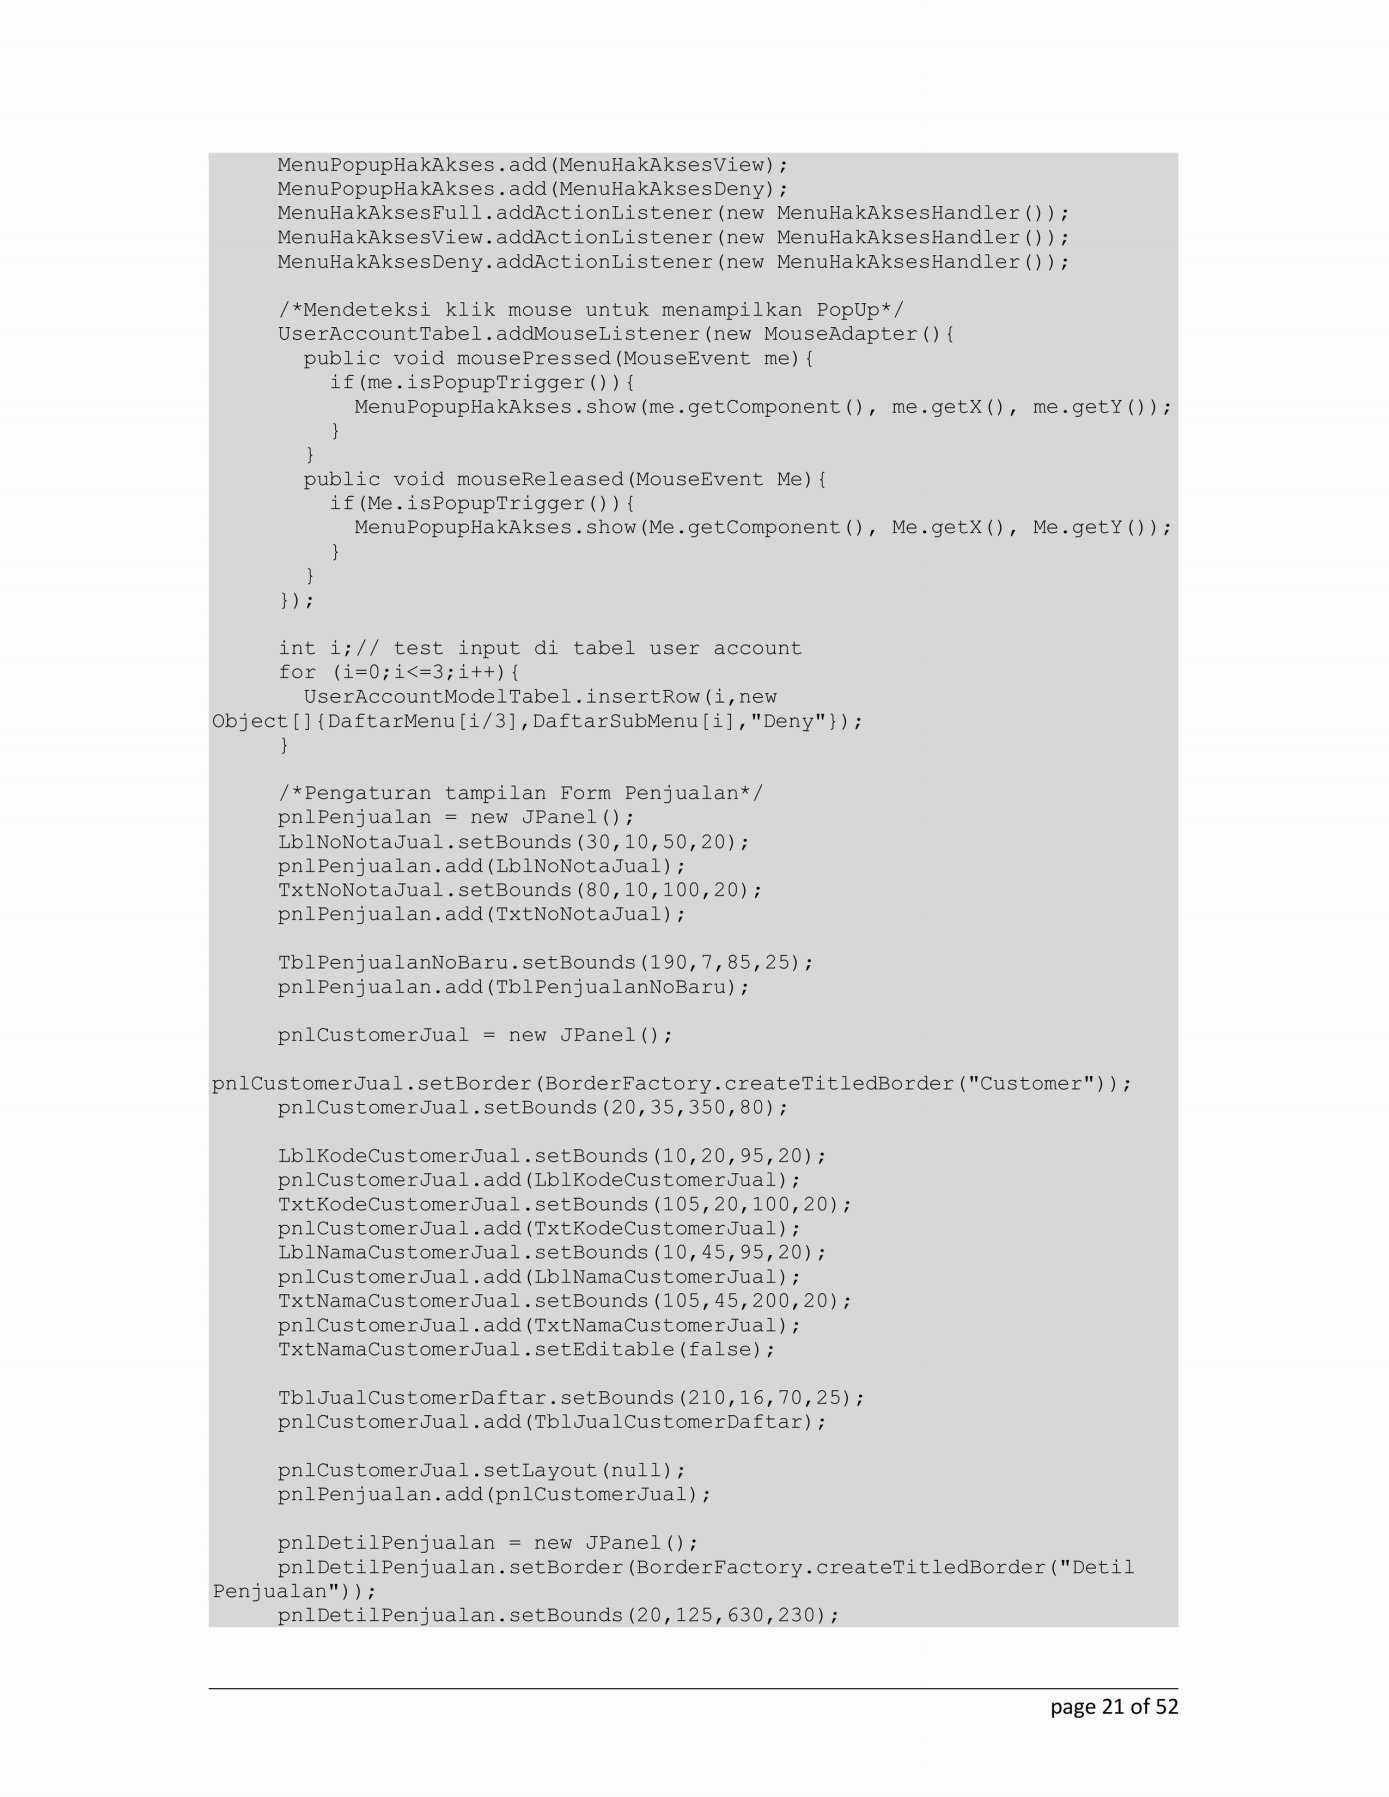 MenuPopupHakAkses.add(MenuHakAksesView);
MenuPopupHakAkses.add(MenuHakAksesDeny);
MenuHakAksesFull.addActionListener(new MenuHakAksesHandler());
MenuHakAksesView.addActionListener(new MenuHakAksesHandler());
MenuHakAksesDeny.addActionListener(new MenuHakAksesHandler());
/*Mendeteksi klik mouse untuk menampilkan PopUp*/
UserAccountTabel.addMouseListener(new MouseAdapter(){
public void mousePressed(MouseEvent me){
if(me.isPopupTrigger()){
MenuPopupHakAkses.show(me.getComponent(), me.getX(), me.getY());
}
}
public void mouseReleased(MouseEvent Me){
if(Me.isPopupTrigger()){
MenuPopupHakAkses.show(Me.getComponent(), Me.getX(), Me.getY());
}
}
});
int i;// test input di tabel user account
for (i=0;i<=3;i++){
UserAccountModelTabel.insertRow(i,new
Object[]{DaftarMenu[i/3],DaftarSubMenu[i],"Deny"});
}
/*Pengaturan tampilan Form Penjualan*/
pnlPenjualan = new JPanel();
LblNoNotaJual.setBounds(30,10,50,20);
pnlPenjualan.add(LblNoNotaJual);
TxtNoNotaJual.setBounds(80,10,100,20);
pnlPenjualan.add(TxtNoNotaJual);
TblPenjualanNoBaru.setBounds(190,7,85,25);
pnlPenjualan.add(TblPenjualanNoBaru);
pnlCustomerJual = new JPanel();
pnlCustomerJual.setBorder(BorderFactory.createTitledBorder("Customer"));
pnlCustomerJual.setBounds(20,35,350,80);
LblKodeCustomerJual.setBounds(10,20,95,20);
pnlCustomerJual.add(LblKodeCustomerJual);
TxtKodeCustomerJual.setBounds(105,20,100,20);
pnlCustomerJual.add(TxtKodeCustomerJual);
LblNamaCustomerJual.setBounds(10,45,95,20);
pnlCustomerJual.add(LblNamaCustomerJual);
TxtNamaCustomerJual.setBounds(105,45,200,20);
pnlCustomerJual.add(TxtNamaCustomerJual);
TxtNamaCustomerJual.setEditable(false);
TblJualCustomerDaftar.setBounds(210,16,70,25);
pnlCustomerJual.add(TblJualCustomerDaftar);
pnlCustomerJual.setLayout(null);
pnlPenjualan.add(pnlCustomerJual);
pnlDetilPenjualan = new JPanel();
pnlDetilPenjualan.setBorder(BorderFactory.createTitledBorder("Detil
Penjualan"));
pnlDetilPenjualan.setBounds(20,125,630,230);
page 21 of 52